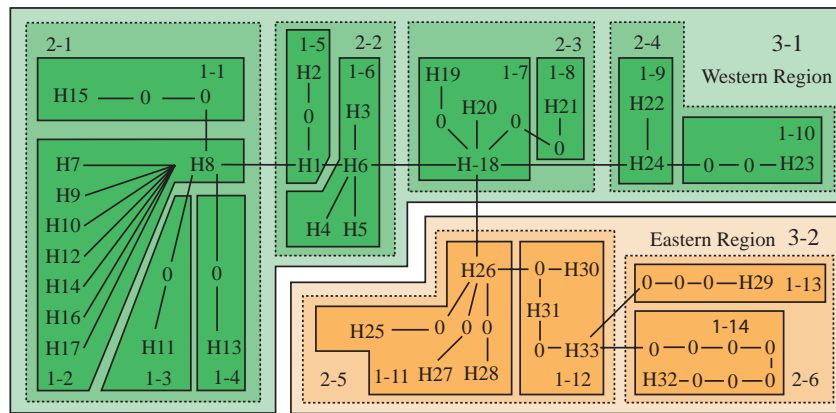 2-1 1-5 2-2 2-3 2-4 3-1
1-1 H2 1-6 H19 1-7 1-8 1-9 Western Region
H15 0 0 H3 H20 H21 H22 1-10
0 0 0 0
H7 H8 H1 H6 H-18 H24 0 0 H23
H9
H10 H4 H5
H12 Eastern Region 3-2
H14 0 0 H26 0 H30 0 0 0 H29 1-13
H16 H31 1-14
H17 H11 H13 H25 0 0 0 0 H33 0 0 0 0
0
1-2 1-3 1-4 2-5 1-11 H27 H28 1-12 H32 0 0 0 2-6